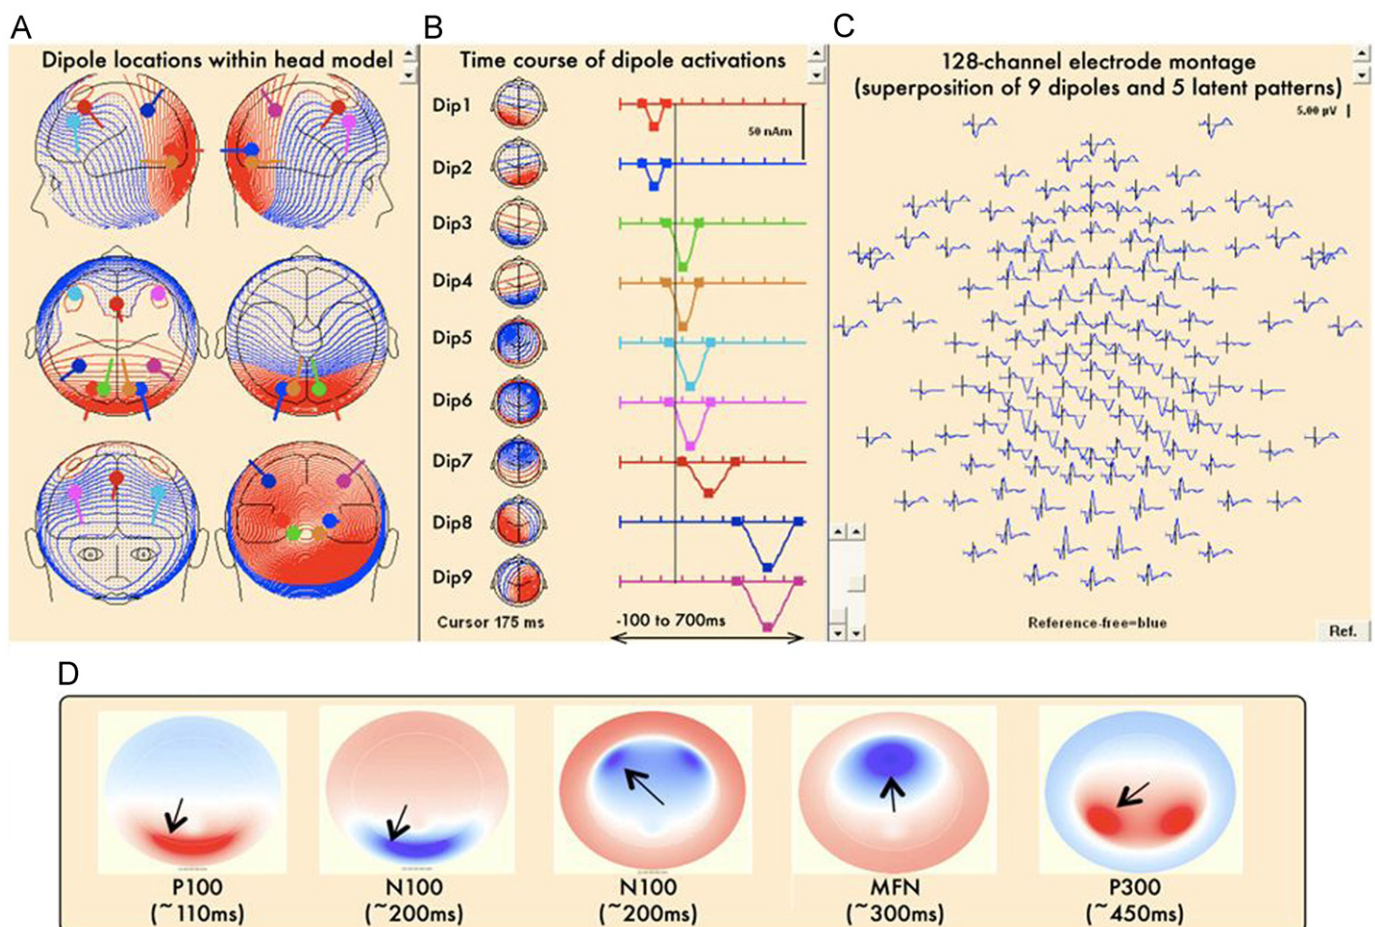 A
B
C
Dipole locations within head model
Time course of dipole activations
128-channel electrode montage
(superposition of 9 dipoles and 5 latent patterns)
5.00 µV
Dip1
50 nAm
Dip2
Dip3
Dip4
Dip5
Dip6
Dip7
Dip8
Dip9
Cursor 175 ms
-100 to 700ms
Reference-free=blue
Ref.
D
P100
(~110ms)
N100
(~200ms)
N100
(~200ms)
MFN
(~300ms)
P300
(~450ms)